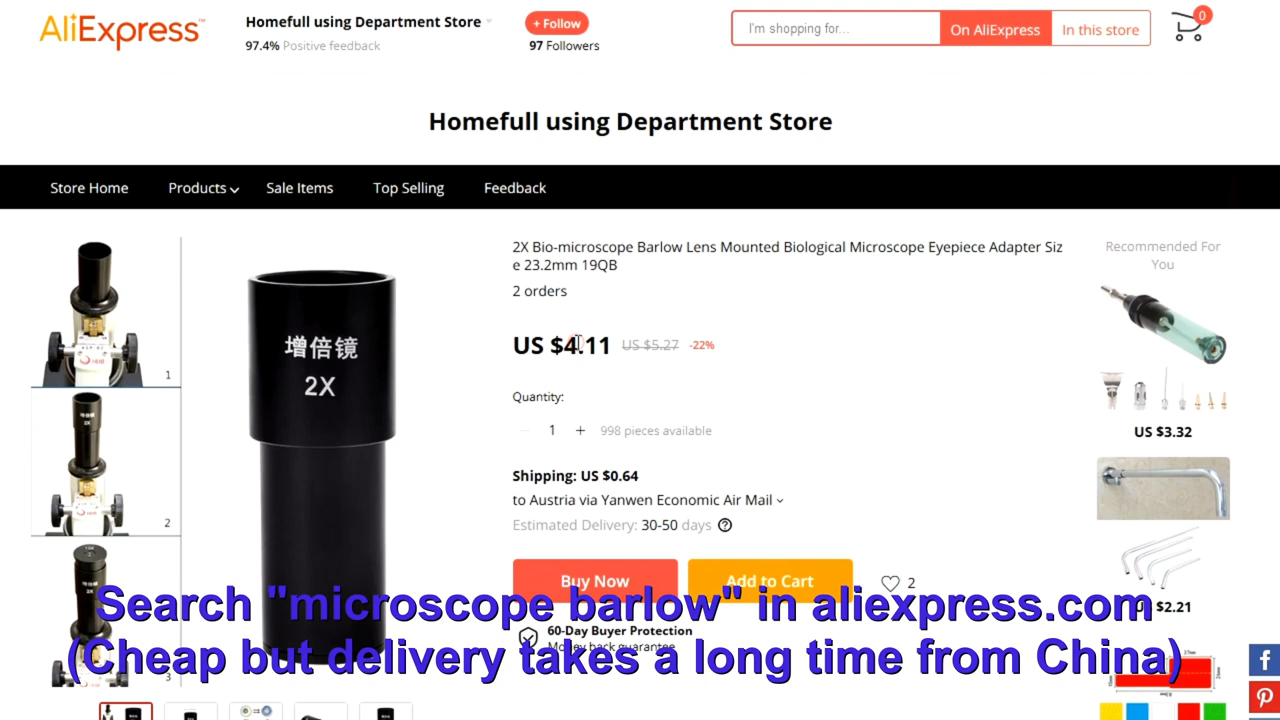 AliExpress
Homefull using Department Store
97.4% Positive feedback
+ Follow
97 Followers
I'm shopping for...
On AliExpress
In this store
0
Homefull using Department Store
Store Home
Products
Sale Items
Top Selling
Feedback
1
2
3
增倍镜
2X
2X Bio-microscope Barlow Lens Mounted Biological Microscope Eyepiece Adapter Siz
e 23.2mm 19QB
2 orders
US $4.11 US $5.27 -22%
Quantity:
1 + 998 pieces available
Shipping: US $0.64
to Austria via Yanwen Economic Air Mail
Estimated Delivery: 30-50 days ?
Buy Now
Add to Cart
2
60-Day Buyer Protection
Money back guarantee
Recommended For
You
US $3.32
US $2.21
Search "microscope barlow" in aliexpress.com
(Cheap but delivery takes a long time from China)